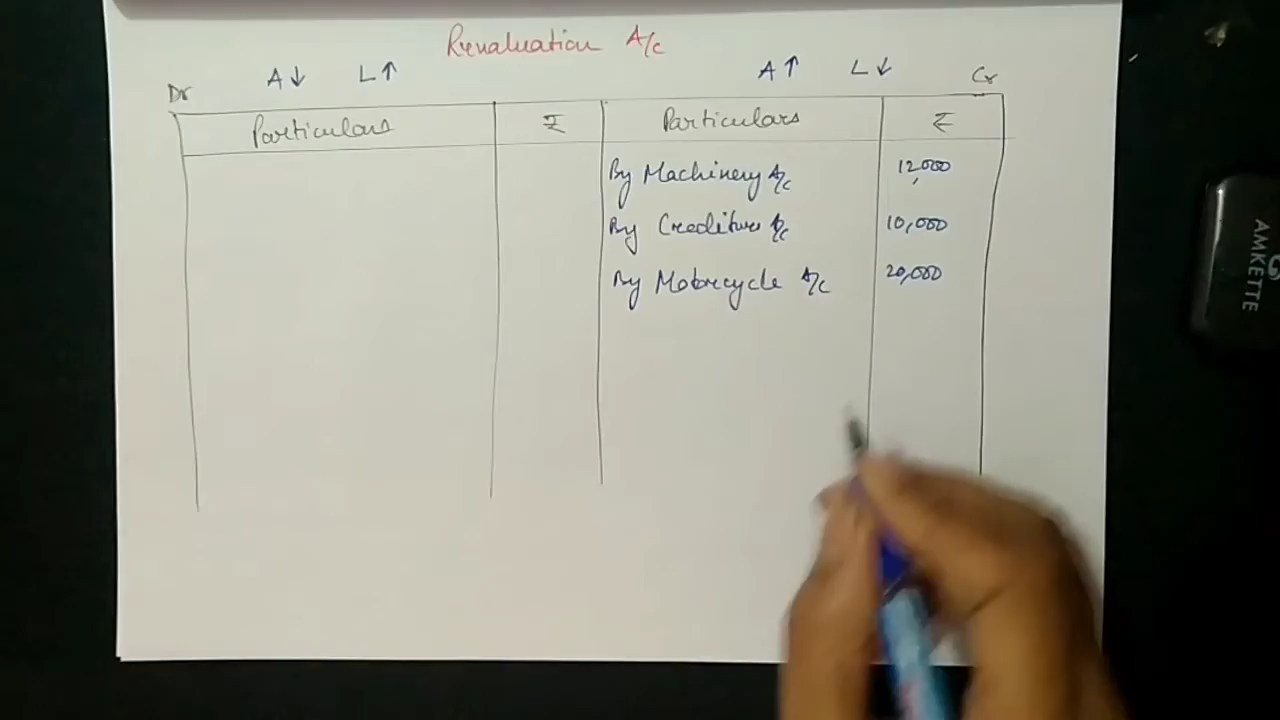 Revaluation A/c
Dr A↓ L↑ A↑ L↓ Cr
Particulars ₹ Particulars ₹
By Machinery A/c 12,000
By Creditors A/c 10,000
By Motorcycle A/c 20,000
AMKETTE